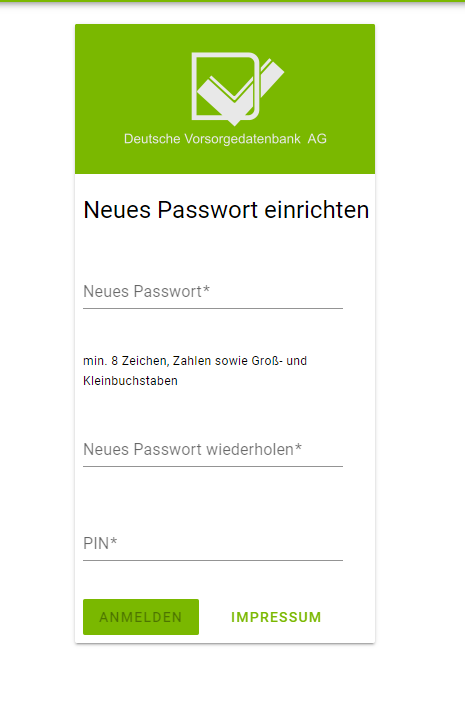 Deutsche Vorsorgedatenbank AG
Neues Passwort einrichten
Neues Passwort*
min. 8 Zeichen, Zahlen sowie Groß- und
Kleinbuchstaben
Neues Passwort wiederholen*
PIN*
ANMELDEN IMPRESSUM